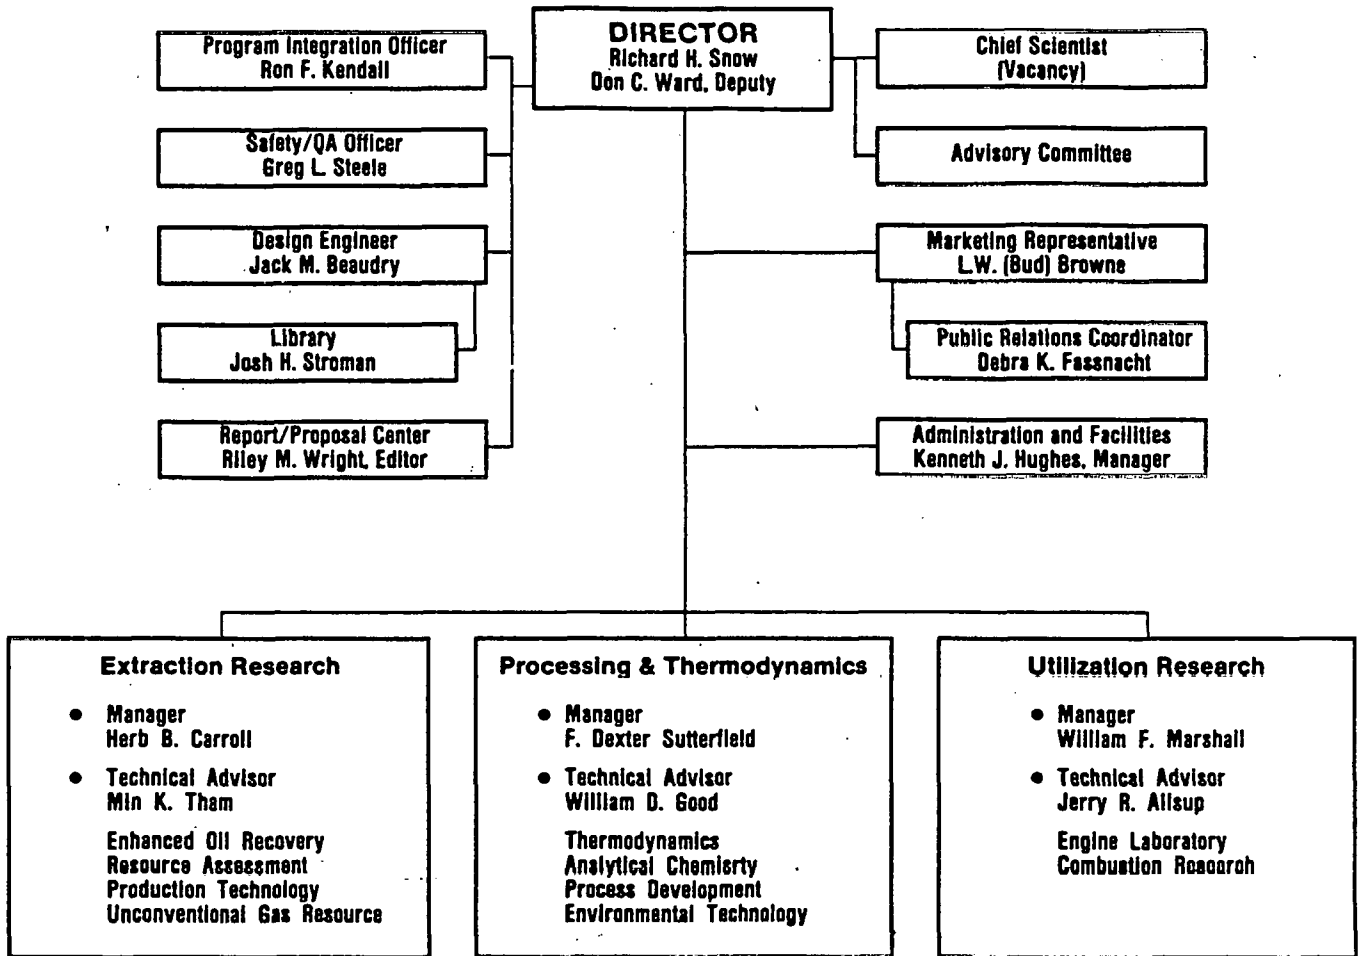 DIRECTOR
Richard H. Snow
Don C. Ward, Deputy
Program Integration Officer
Ron F. Kendall
Safety/QA Officer
Greg L. Steele
Design Engineer
Jack M. Beaudry
Library
Josh H. Stroman
Report/Proposal Center
Riley M. Wright, Editor
Chief Scientist
(Vacancy)
Advisory Committee
Marketing Representative
L.W. (Bud) Browne
Public Relations Coordinator
Debra K. Fassnacht
Administration and Facilities
Kenneth J. Hughes, Manager
Extraction Research
● Manager
Herb B. Carroll
● Technical Advisor
Min K. Tham
Enhanced Oil Recovery
Resource Assessment
Production Technology
Unconventional Gas Resource
Processing & Thermodynamics
● Manager
F. Dexter Sutterfield
● Technical Advisor
William D. Good
Thermodynamics
Analytical Chemisrty
Process Development
Environmental Technology
Utilization Research
● Manager
William F. Marshall
● Technical Advisor
Jerry R. Allsup
Engine Laboratory
Combustion Research